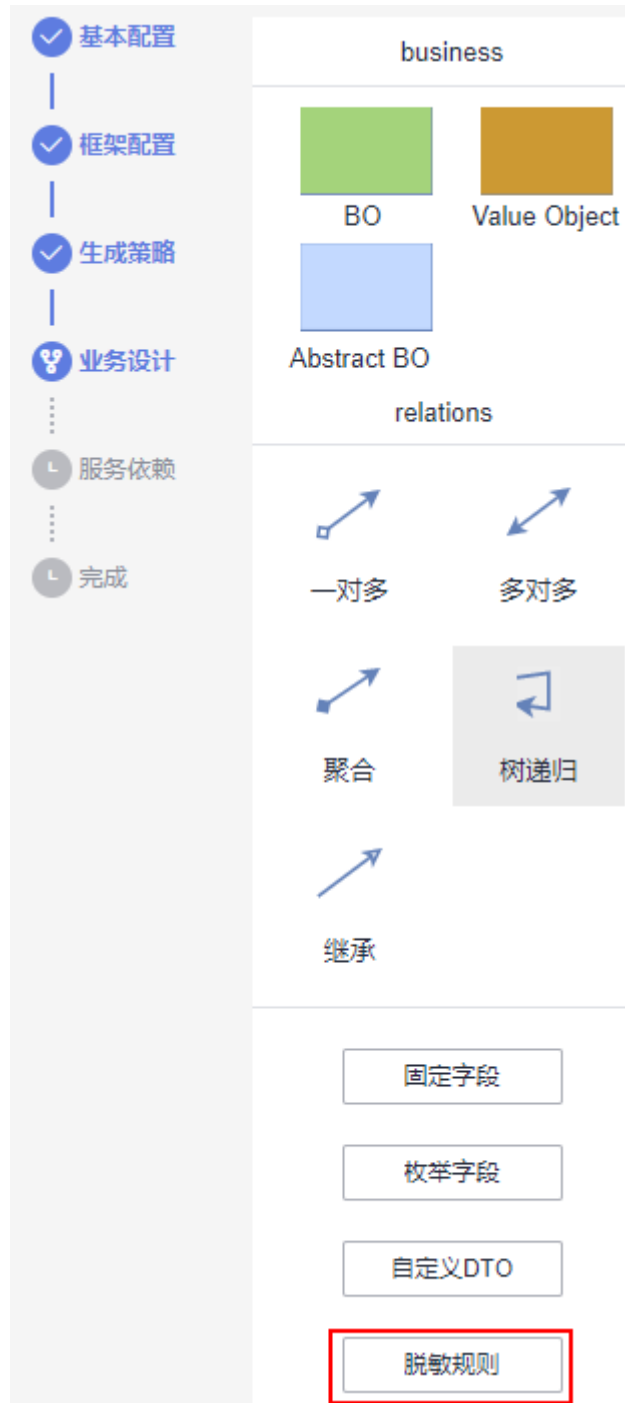 基本配置
框架配置
生成策略
业务设计
服务依赖
完成
business
BO
Value Object
Abstract BO
relations
一对多
多对多
聚合
树递归
继承
固定字段
枚举字段
自定义DTO
脱敏规则